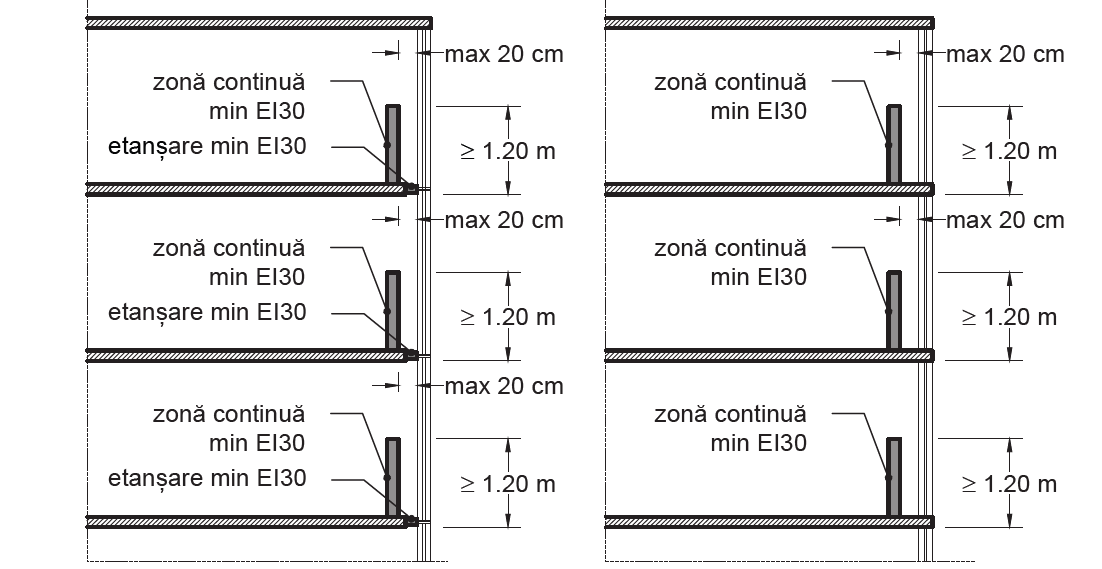 max 20 cm
zonă continuă
min EI30
etanșare min EI30
≥ 1.20 m
max 20 cm
zonă continuă
min EI30
etanșare min EI30
≥ 1.20 m
max 20 cm
zonă continuă
min EI30
etanșare min EI30
≥ 1.20 m
max 20 cm
zonă continuă
min EI30
≥ 1.20 m
max 20 cm
zonă continuă
min EI30
≥ 1.20 m
zonă continuă
min EI30
≥ 1.20 m